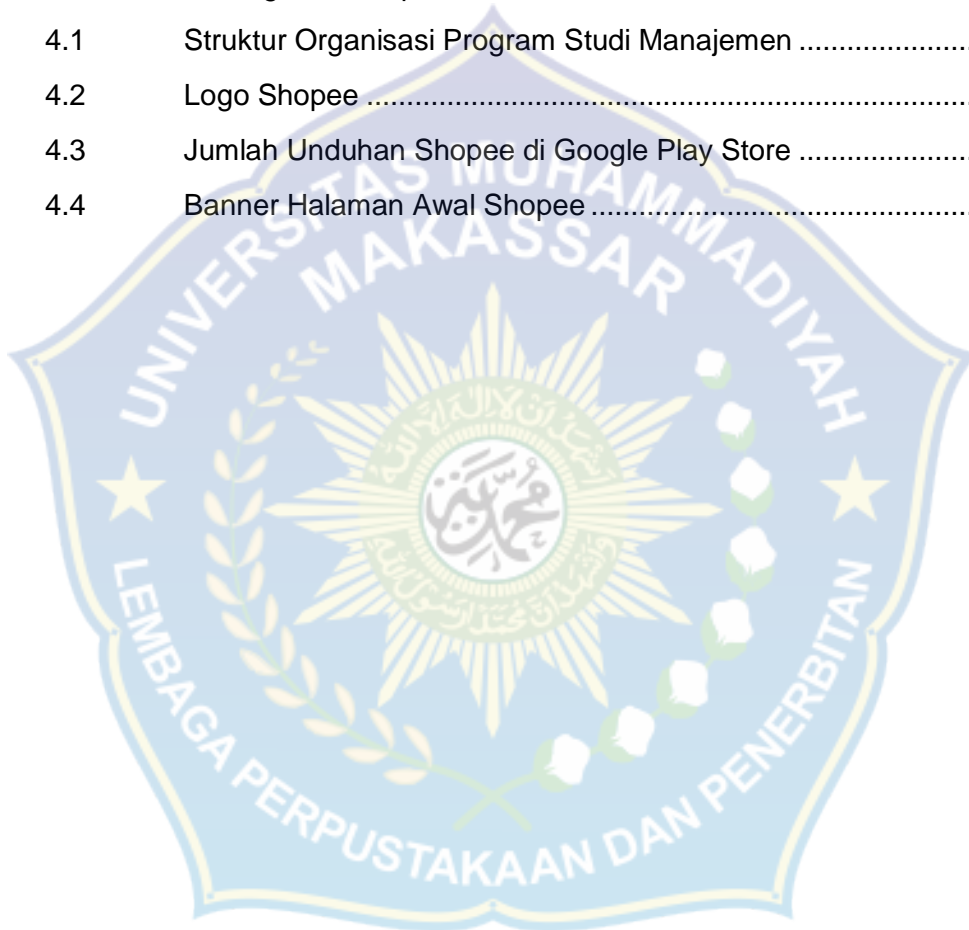 4.1 Struktur Organisasi Program Studi Manajemen ......................
4.2 Logo Shopee ...........................................................................
4.3 Jumlah Unduhan Shopee di Google Play Store ......................
4.4 Banner Halaman Awal Shopee ................................................
UNIVERSITAS MUHAMMADIYAH
MAKASSAR
محمدية
LEMBAGA PERPUSTAKAAN DAN PENERBITAN